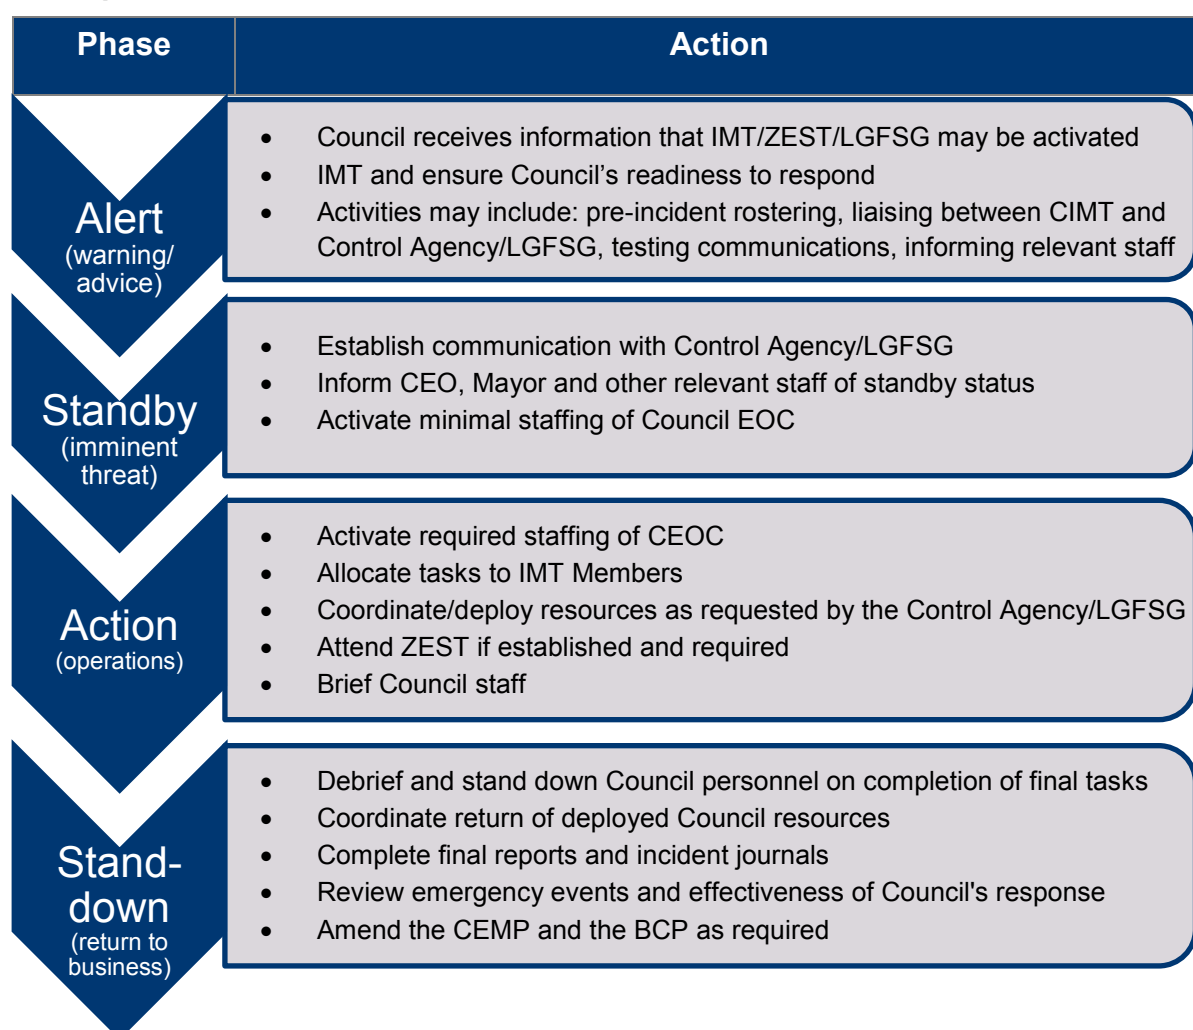 Phase
Action
Alert
(warning/
advice)
• Council receives information that IMT/ZEST/LGFSG may be activated
• IMT and ensure Council’s readiness to respond
• Activities may include: pre-incident rostering, liaising between CIMT and
Control Agency/LGFSG, testing communications, informing relevant staff
Standby
(imminent
threat)
• Establish communication with Control Agency/LGFSG
• Inform CEO, Mayor and other relevant staff of standby status
• Activate minimal staffing of Council EOC
Action
(operations)
• Activate required staffing of CEOC
• Allocate tasks to IMT Members
• Coordinate/deploy resources as requested by the Control Agency/LGFSG
• Attend ZEST if established and required
• Brief Council staff
Stand-
down
(return to
business)
• Debrief and stand down Council personnel on completion of final tasks
• Coordinate return of deployed Council resources
• Complete final reports and incident journals
• Review emergency events and effectiveness of Council's response
• Amend the CEMP and the BCP as required